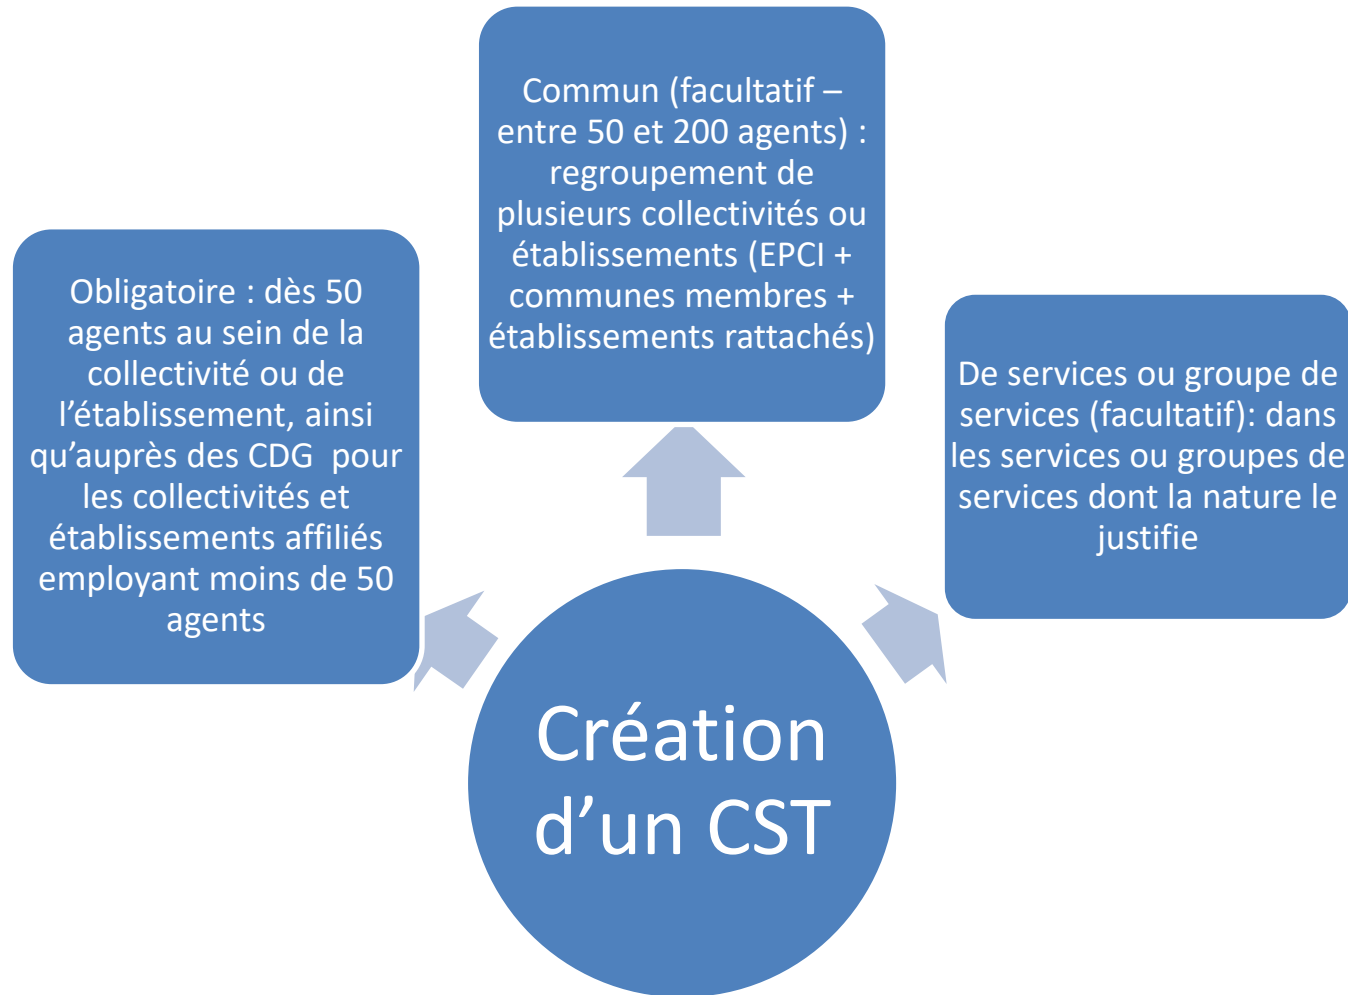 Commun (facultatif –
entre 50 et 200 agents) :
regroupement de
plusieurs collectivités ou
établissements (EPCI +
communes membres +
établissements rattachés)
Obligatoire : dès 50
agents au sein de la
collectivité ou de
l’établissement, ainsi
qu’auprès des CDG  pour
les collectivités et
établissements affiliés
employant moins de 50
agents
De services ou groupe de
services (facultatif): dans
les services ou groupes de
services dont la nature le
justifie
Création
d’un CST